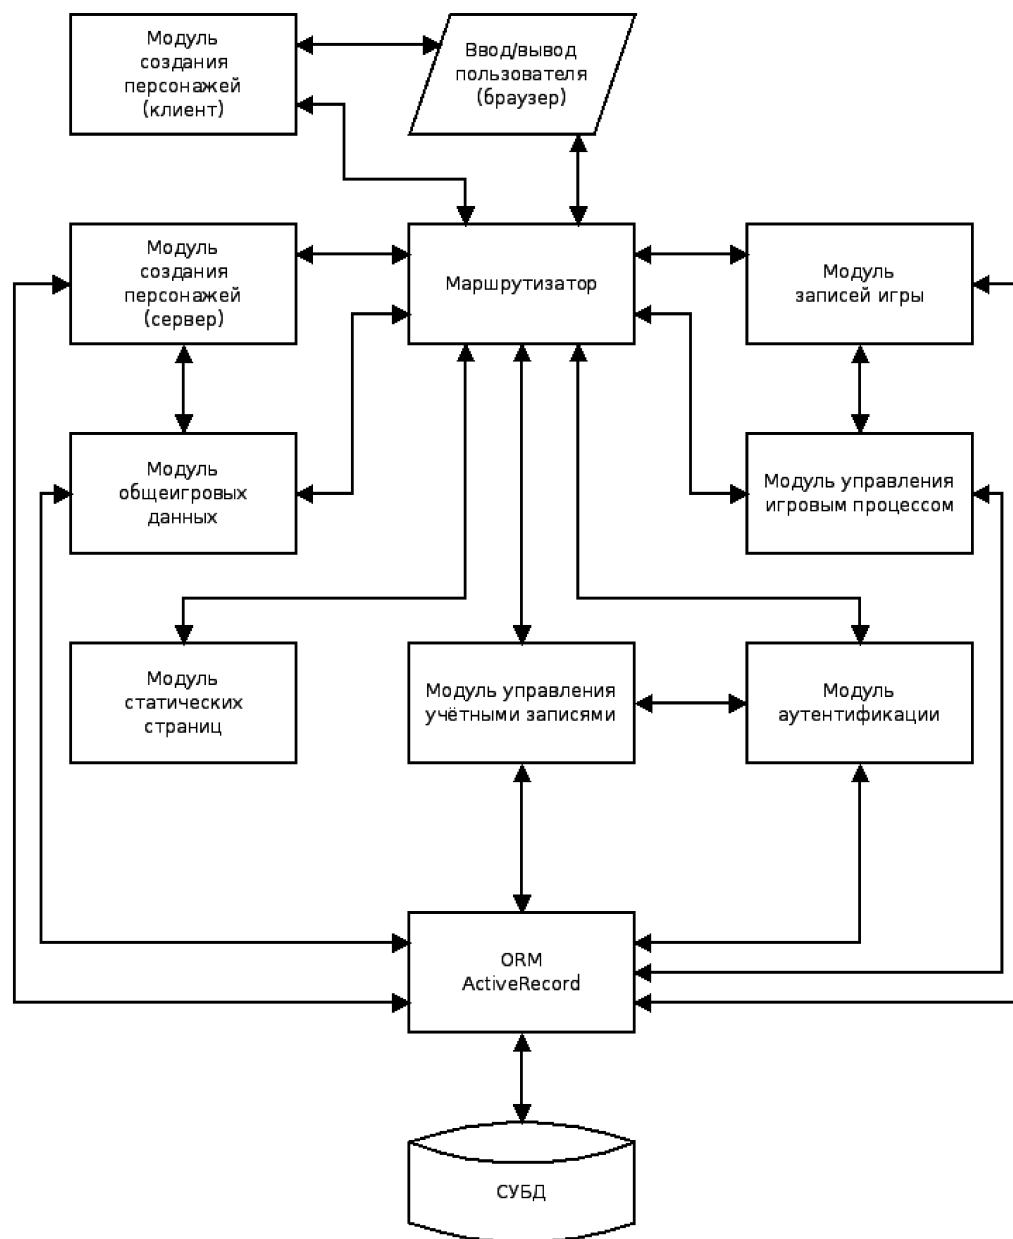 Модуль
создания
персонажей
(клиент)
Ввод/вывод
пользователя
(браузер)
Модуль
создания
персонажей
(сервер)
Маршрутизатор
Модуль
записей игры
Модуль
общеигровых
данных
Модуль управления
игровым процессом
Модуль
статических
страниц
Модуль управления
учётными записями
Модуль
аутентификации
ORM
ActiveRecord
СУБД